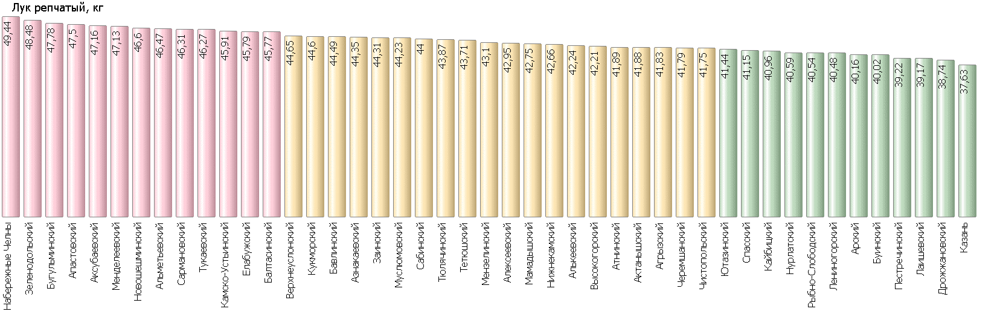 Лук репчатый, кг
49,44
48,48
47,78
47,5
47,16
47,13
46,6
46,47
46,31
46,27
45,91
45,79
45,77
44,65
44,6
44,49
44,35
44,31
44,23
44
43,87
43,71
43,1
42,95
42,75
42,66
42,24
42,21
41,89
41,88
41,83
41,79
41,75
41,44
41,15
40,96
40,59
40,54
40,48
40,16
40,02
39,22
39,17
38,74
37,63
Набережные Челны
Зеленодольский
Бугульминский
Апастовский
Аксубаевский
Менделеевский
Новошешминский
Альметьевский
Сармановский
Тукаевский
Камско-Устьинский
Елабужский
Балтасинский
Верхнеуслонский
Кукморский
Бавлинский
Азнакаевский
Заинский
Муслюмовский
Сабинский
Тюлячинский
Тетюшский
Мензелинский
Алексеевский
Мамадышский
Нижнекамский
Алькеевский
Высокогорский
Атнинский
Актанышский
Агрызский
Черемшанский
Чистопольский
Ютазинский
Спасский
Кайбицкий
Нурлатский
Рыбно-Слободский
Лениногорский
Арский
Буинский
Пестречинский
Лаишевский
Дрожжановский
Казань